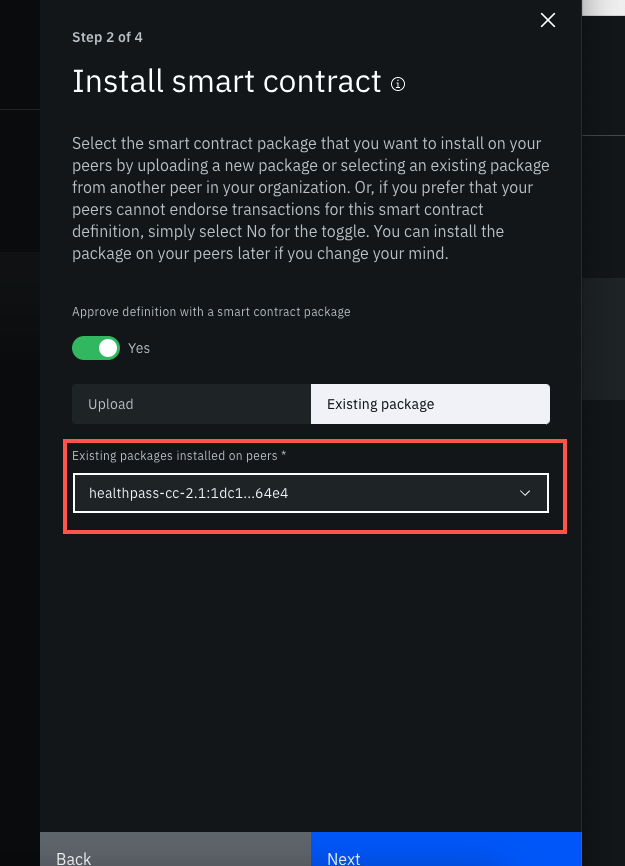 Step 2 of 4
Install smart contract
Select the smart contract package that you want to install on your
peers by uploading a new package or selecting an existing package
from another peer in your organization. Or, if you prefer that your
peers cannot endorse transactions for this smart contract
definition, simply select No for the toggle. You can install the
package on your peers later if you change your mind.
Approve definition with a smart contract package
Yes
Upload
Existing package
Existing packages installed on peers *
healthpass-cc-2.1:1dc1...64e4
Back
Next